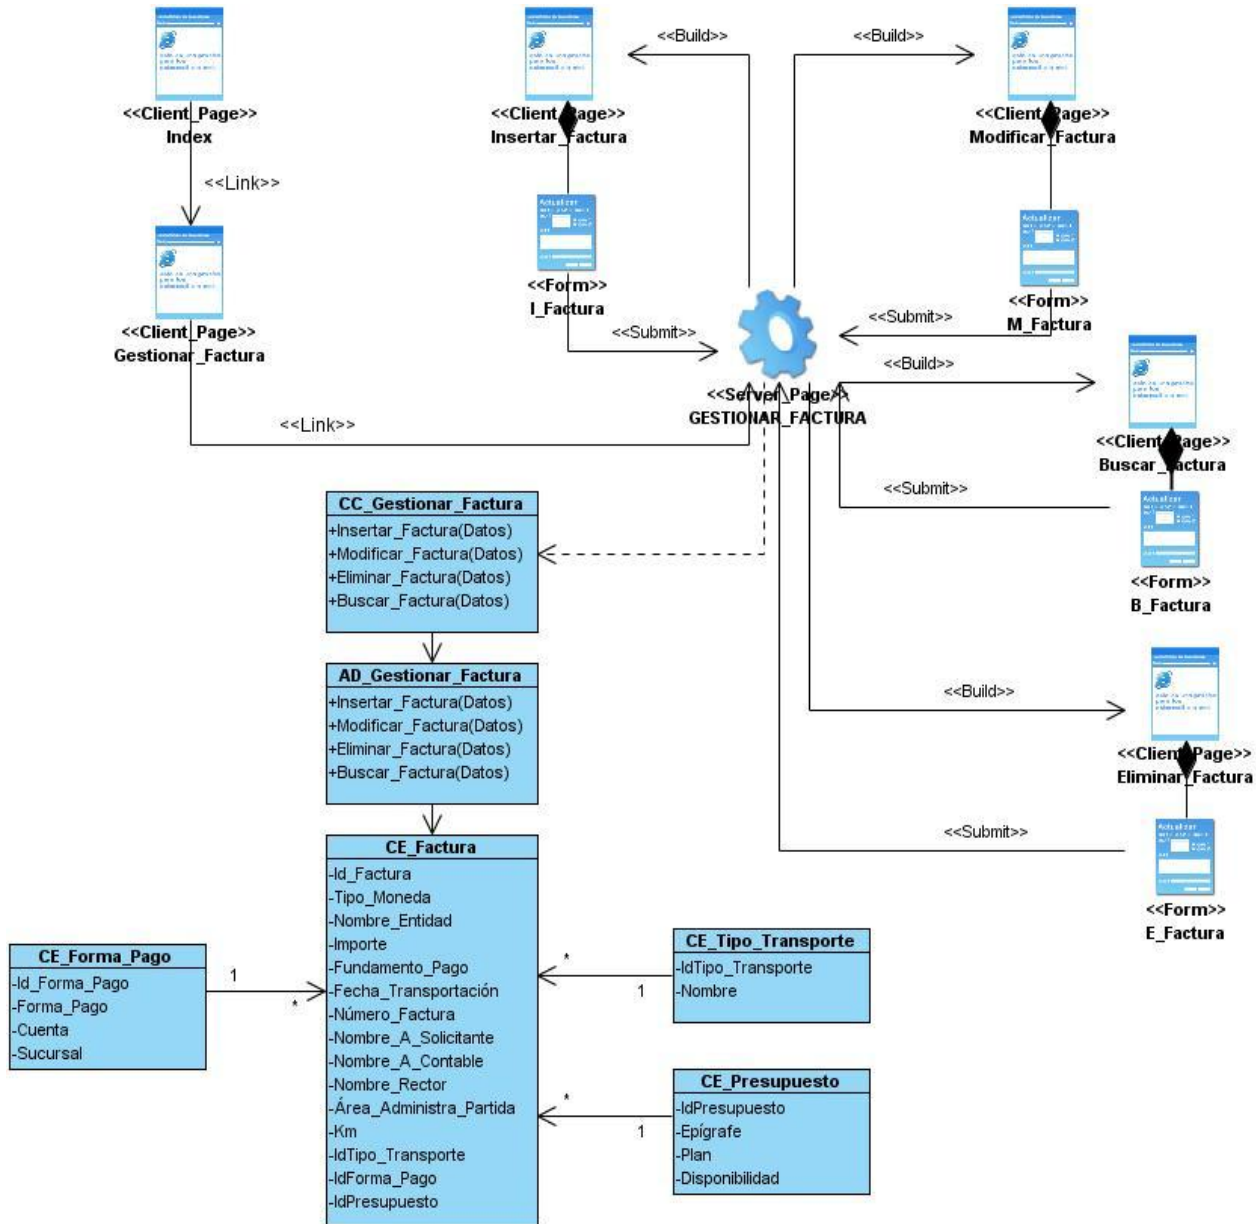 <<Build>>
<<Build>>
<<Client_Page>>
Index
<<Client_Page>>
Insertar_Factura
<<Client_Page>>
Modificar_Factura
<<Link>>
Actualizar
<<Form>>
I_Factura
Actualizar
<<Form>>
M_Factura
<<Client_Page>>
Gestionar_Factura
<<Submit>>
<<Submit>>
<<Build>>
<<Server_Page>>
GESTIONAR_FACTURA
<<Link>>
<<Client_Page>>
Buscar_Factura
<<Submit>>
Actualizar
<<Form>>
B_Factura
CC_Gestionar_Factura
+Insertar_Factura(Datos)
+Modificar_Factura(Datos)
+Eliminar_Factura(Datos)
+Buscar_Factura(Datos)
AD_Gestionar_Factura
+Insertar_Factura(Datos)
+Modificar_Factura(Datos)
+Eliminar_Factura(Datos)
+Buscar_Factura(Datos)
<<Build>>
<<Client_Page>>
Eliminar_Factura
<<Submit>>
Actualizar
<<Form>>
E_Factura
CE_Factura
-Id_Factura
-Tipo_Moneda
-Nombre_Entidad
-Importe
-Fundamento_Pago
-Fecha_Transportación
-Número_Factura
-Nombre_A_Solicitante
-Nombre_A_Contable
-Nombre_Rector
-Área_Administra_Partida
-Km
-IdTipo_Transporte
-IdForma_Pago
-IdPresupuesto
CE_Forma_Pago
-Id_Forma_Pago
-Forma_Pago
-Cuenta
-Sucursal
1
*
CE_Tipo_Transporte
-IdTipo_Transporte
-Nombre
*
1
CE_Presupuesto
-IdPresupuesto
-Epígrafe
-Plan
-Disponibilidad
*
1